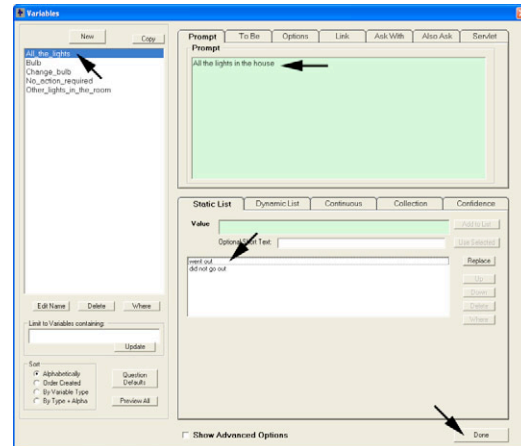 Variables
New
Copy
All_the_lights
Bulb
Change_bulb
No_action_required
Other_lights_in_the_room
Edit Name
Delete
Where
Limit to Variables containing:
Update
Sort
Alphabetically
Order Created
By Variable Type
By Type + Alpha
Question Defaults
Preview All
Prompt
To Be
Options
Link
Ask With
Also Ask
Servlet
Prompt
All the lights in the house
Static List
Dynamic List
Continuous
Collection
Confidence
Value
Add to List
Optional Short Text
Use Selected
went out
did not go out
Replace
Up
Down
Delete
Where
Show Advanced Options
Done